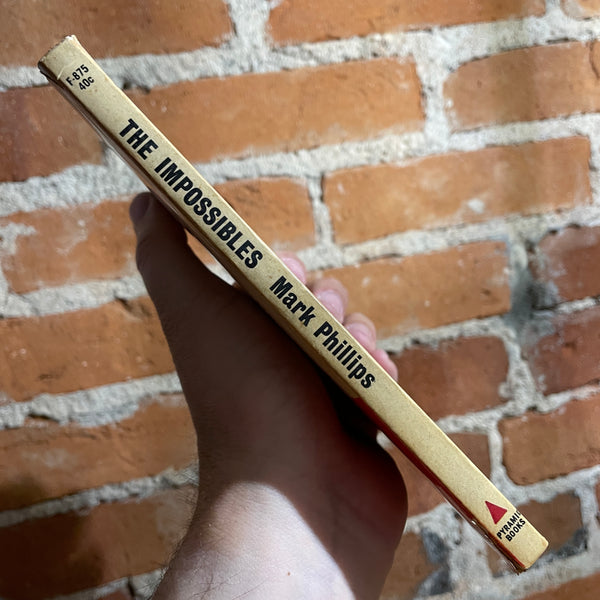 F-875
40c
THE IMPOSSIBLES Mark Phillips
PYRAMID
BOOKS